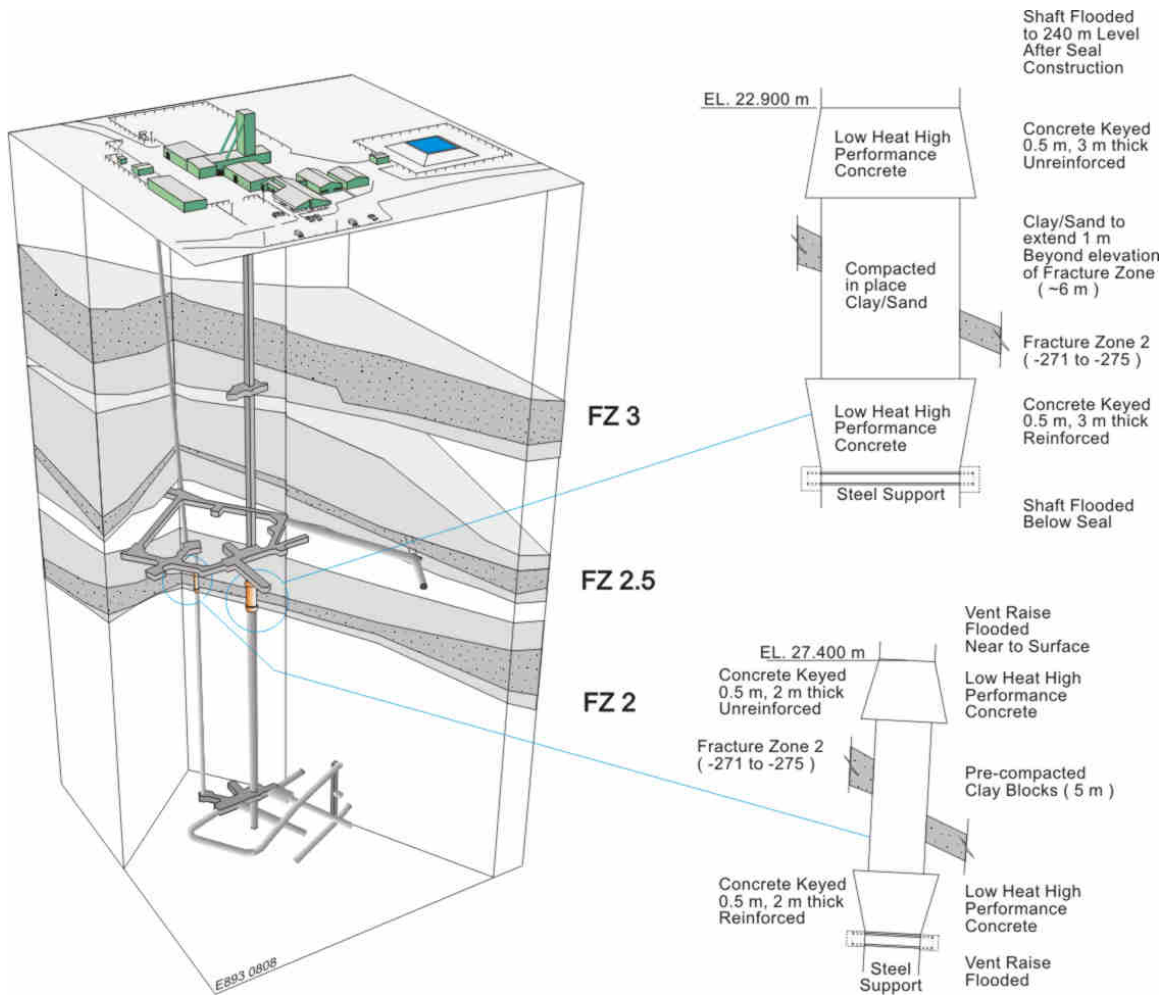 Shaft Flooded
to 240 m Level
After Seal
Construction
EL. 22.900 m
Low Heat High
Performance
Concrete
Concrete Keyed
0.5 m, 3 m thick
Unreinforced
Clay/Sand to
extend 1 m
Beyond elevation
of Fracture Zone
( ~6 m )
Compacted
in place
Clay/Sand
Fracture Zone 2
( -271 to -275 )
FZ 3
Low Heat High
Performance
Concrete
Concrete Keyed
0.5 m, 3 m thick
Reinforced
Steel Support
Shaft Flooded
Below Seal
FZ 2.5
FZ 2
Vent Raise
Flooded
Near to Surface
EL. 27.400 m
Concrete Keyed
0.5 m, 2 m thick
Unreinforced
Low Heat High
Performance
Concrete
Fracture Zone 2
( -271 to -275 )
Pre-compacted
Clay Blocks ( 5 m )
Concrete Keyed
0.5 m, 2 m thick
Reinforced
Low Heat High
Performance
Concrete
Steel
Support
Vent Raise
Flooded
E893 0808